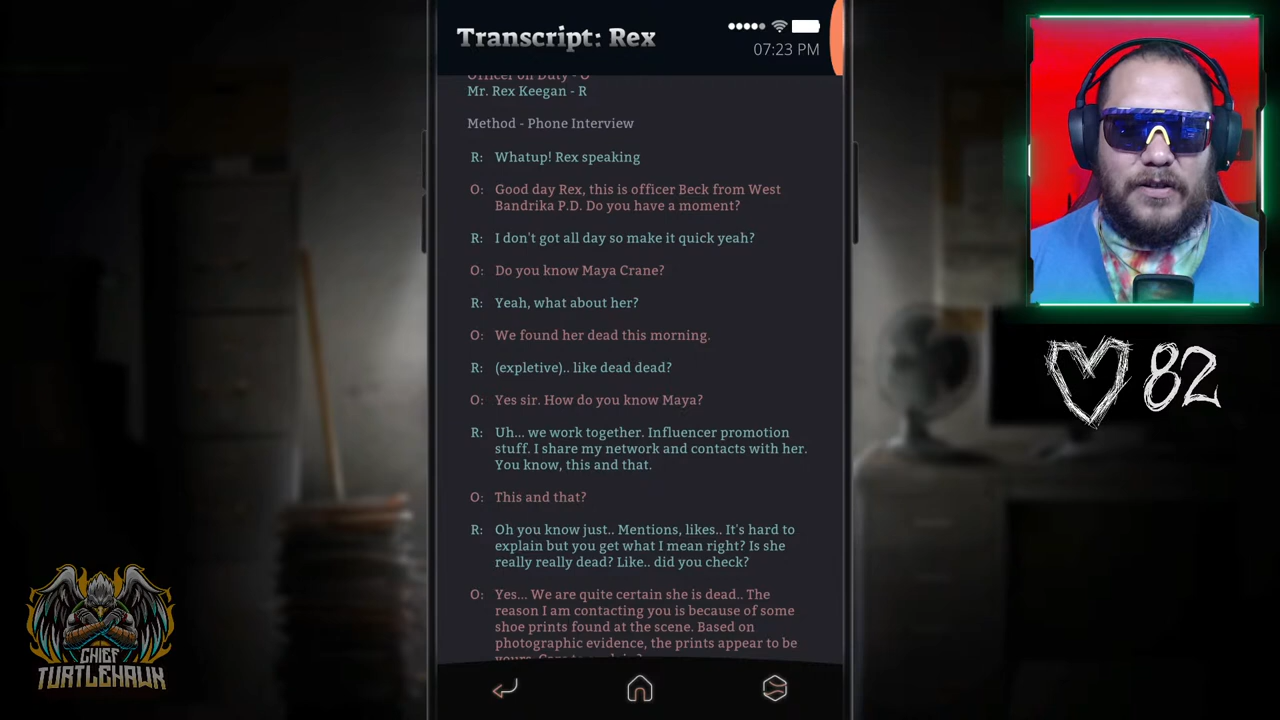 Transcript: Rex
07:23 PM
Officer on Duty - O
Mr. Rex Keegan - R
Method - Phone Interview
R: Whatup! Rex speaking
O: Good day Rex, this is officer Beck from West
Bandrika P.D. Do you have a moment?
R: I don't got all day so make it quick yeah?
O: Do you know Maya Crane?
R: Yeah, what about her?
O: We found her dead this morning.
R: (expletive).. like dead dead?
O: Yes sir. How do you know Maya?
R: Uh... we work together. Influencer promotion
stuff. I share my network and contacts with her.
You know, this and that.
O: This and that?
R: Oh you know just.. Mentions, likes.. It's hard to
explain but you get what I mean right? Is she
really really dead? Like.. did you check?
O: Yes... We are quite certain she is dead.. The
reason I am contacting you is because of some
shoe prints found at the scene. Based on
photographic evidence, the prints appear to be
82
CHIEF
TURTLEHAWK